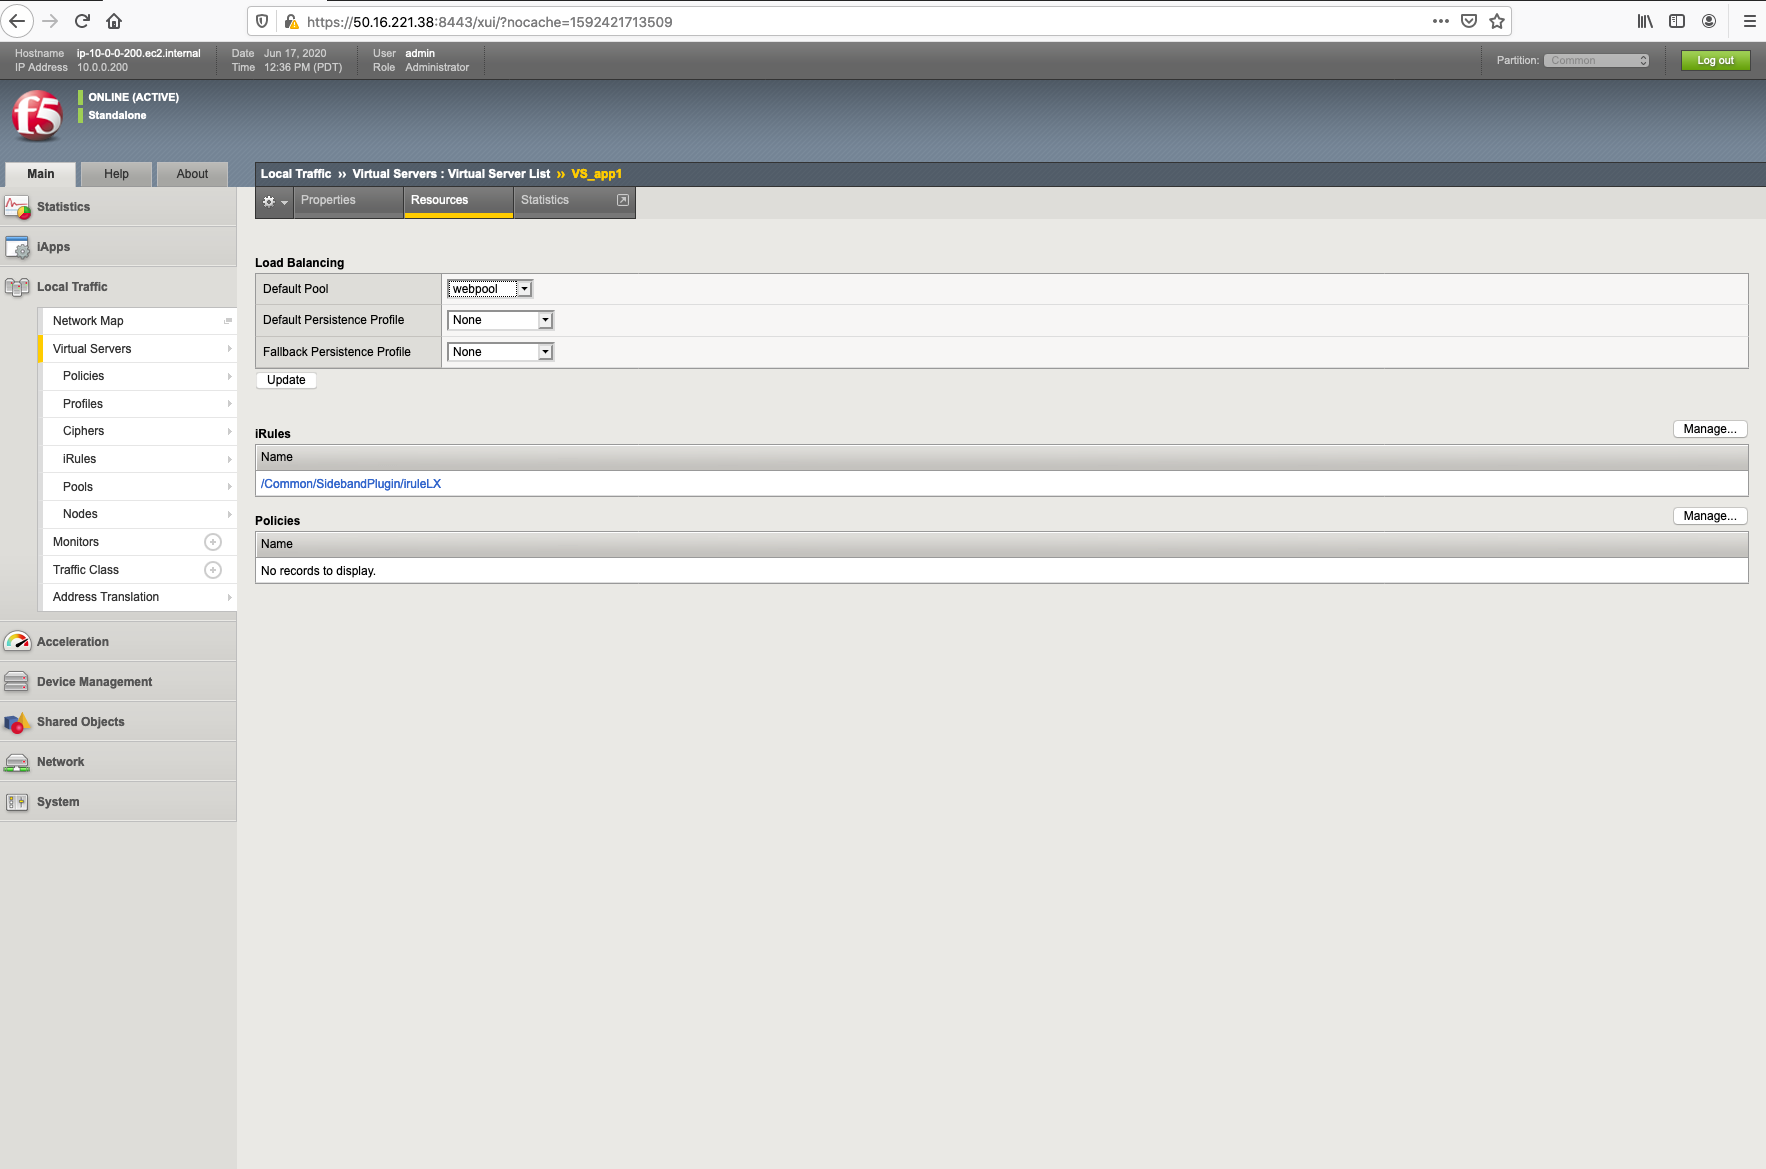 https://50.16.221.38:8443/xui/?nocache=1592421713509
Hostname ip-10-0-0-200.ec2.internal Date Jun 17, 2020 User admin
IP Address 10.0.0.200 Time 12:36 PM (PDT) Role Administrator
Partition: Common Log out
f5 ONLINE (ACTIVE)
Standalone
Main Help About
Local Traffic ›› Virtual Servers : Virtual Server List ›› VS_app1
Properties Resources Statistics
Statistics
iApps
Local Traffic
Network Map
Virtual Servers
Policies
Profiles
Ciphers
iRules
Pools
Nodes
Monitors
Traffic Class
Address Translation
Acceleration
Device Management
Shared Objects
Network
System
Load Balancing
Default Pool webpool
Default Persistence Profile None
Fallback Persistence Profile None
Update
iRules Manage...
Name
/Common/SidebandPlugin/iruleLX
Policies Manage...
Name
No records to display.